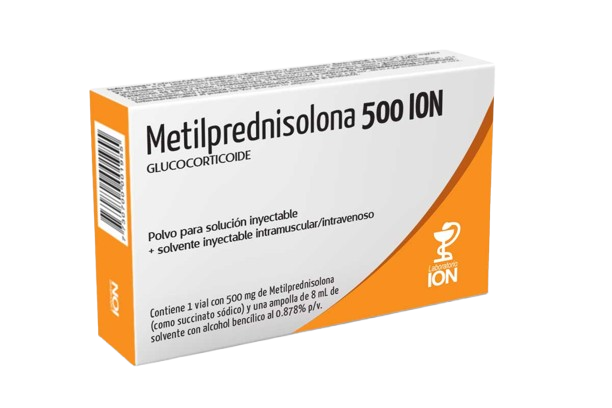 Metilprednisolona 500 ION
GLUCOCORTICOIDE
Polvo para solución inyectable
+ solvente inyectable intramuscular/intravenoso
Contiene 1 vial con 500 mg de Metilprednisolona
(como succinato sódico) y una ampolla de 8 mL de
solvente con alcohol bencílico al 0.878% p/v.
Laboratorio
ION
ION